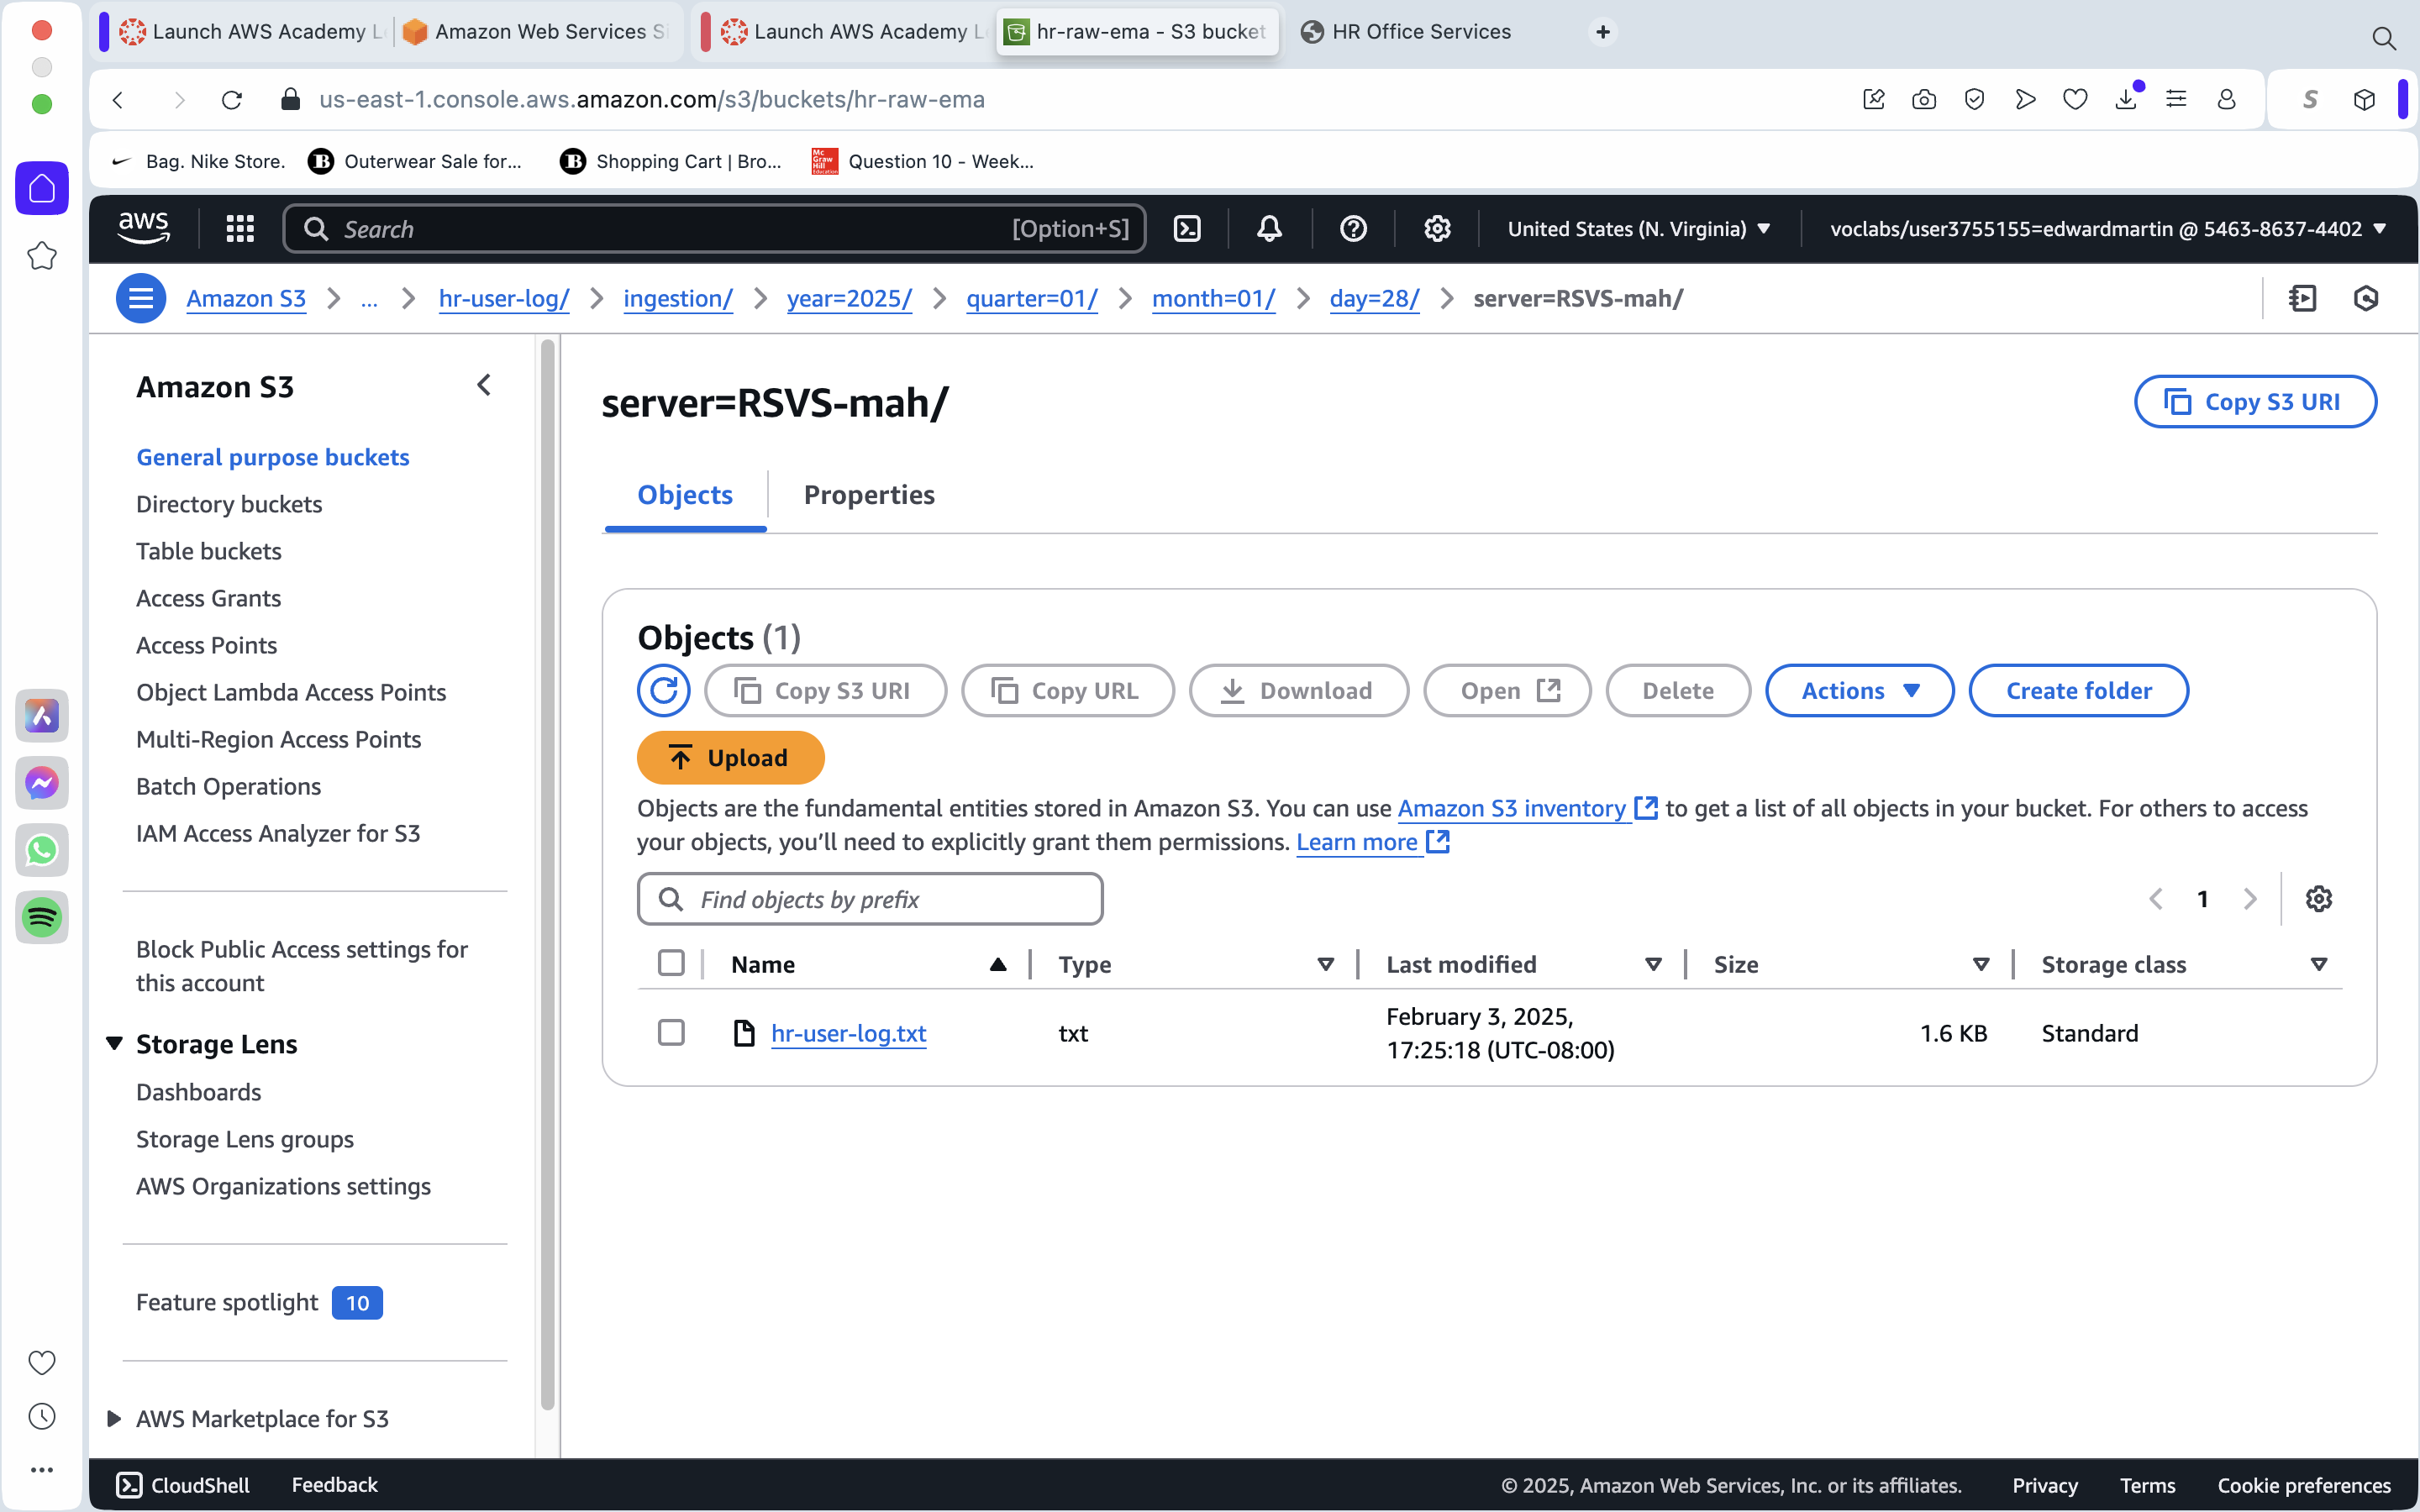 Launch AWS Academy L
Amazon Web Services S
Launch AWS Academy L
hr-raw-ema - S3 bucket
HR Office Services
us-east-1.console.aws.amazon.com/s3/buckets/hr-raw-ema
Bag. Nike Store.
B Outerwear Sale for...
B Shopping Cart | Bro...
Mc Graw Hill Education Question 10 - Week...
aws
Search [Option+S]
United States (N. Virginia)
voclabs/user3755155=edwardmartin @ 5463-8637-4402
Amazon S3 ... hr-user-log/ ingestion/ year=2025/ quarter=01/ month=01/ day=28/ server=RSVS-mah/
Amazon S3
General purpose buckets
Directory buckets
Table buckets
Access Grants
Access Points
Object Lambda Access Points
Multi-Region Access Points
Batch Operations
IAM Access Analyzer for S3
Block Public Access settings for
this account
Storage Lens
Dashboards
Storage Lens groups
AWS Organizations settings
Feature spotlight 10
AWS Marketplace for S3
server=RSVS-mah/
Copy S3 URI
Objects Properties
Objects (1)
Copy S3 URI Copy URL Download Open Delete Actions Create folder
Upload
Objects are the fundamental entities stored in Amazon S3. You can use Amazon S3 inventory to get a list of all objects in your bucket. For others to access
your objects, you’ll need to explicitly grant them permissions. Learn more
Find objects by prefix
1
Name Type Last modified Size Storage class
hr-user-log.txt txt February 3, 2025, 1.6 KB Standard
17:25:18 (UTC-08:00)
CloudShell Feedback
© 2025, Amazon Web Services, Inc. or its affiliates. Privacy Terms Cookie preferences